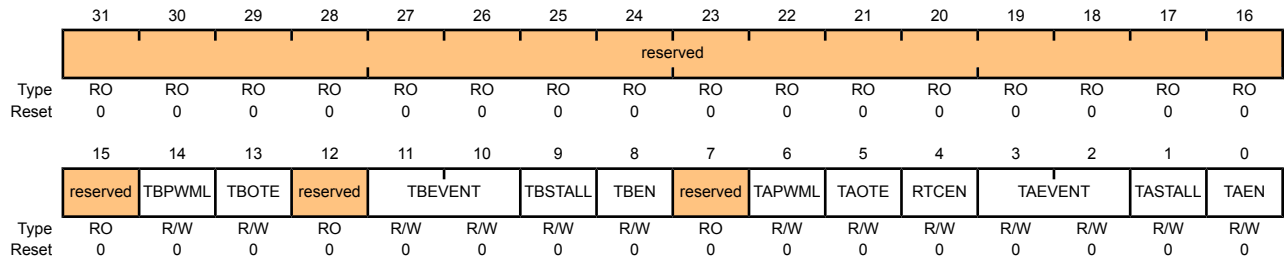 31 30 29 28 27 26 25 24 23 22 21 20 19 18 17 16
reserved
Type RO RO RO RO RO RO RO RO RO RO RO RO RO RO RO RO
Reset 0 0 0 0 0 0 0 0 0 0 0 0 0 0 0 0
15 14 13 12 11 10 9 8 7 6 5 4 3 2 1 0
reserved TBPWML TBOTE reserved TBEVENT TBSTALL TBEN reserved TAPWML TAOTE RTCEN TAEVENT TASTALL TAEN
Type RO R/W R/W RO R/W R/W R/W R/W RO R/W R/W R/W R/W R/W R/W R/W
Reset 0 0 0 0 0 0 0 0 0 0 0 0 0 0 0 0